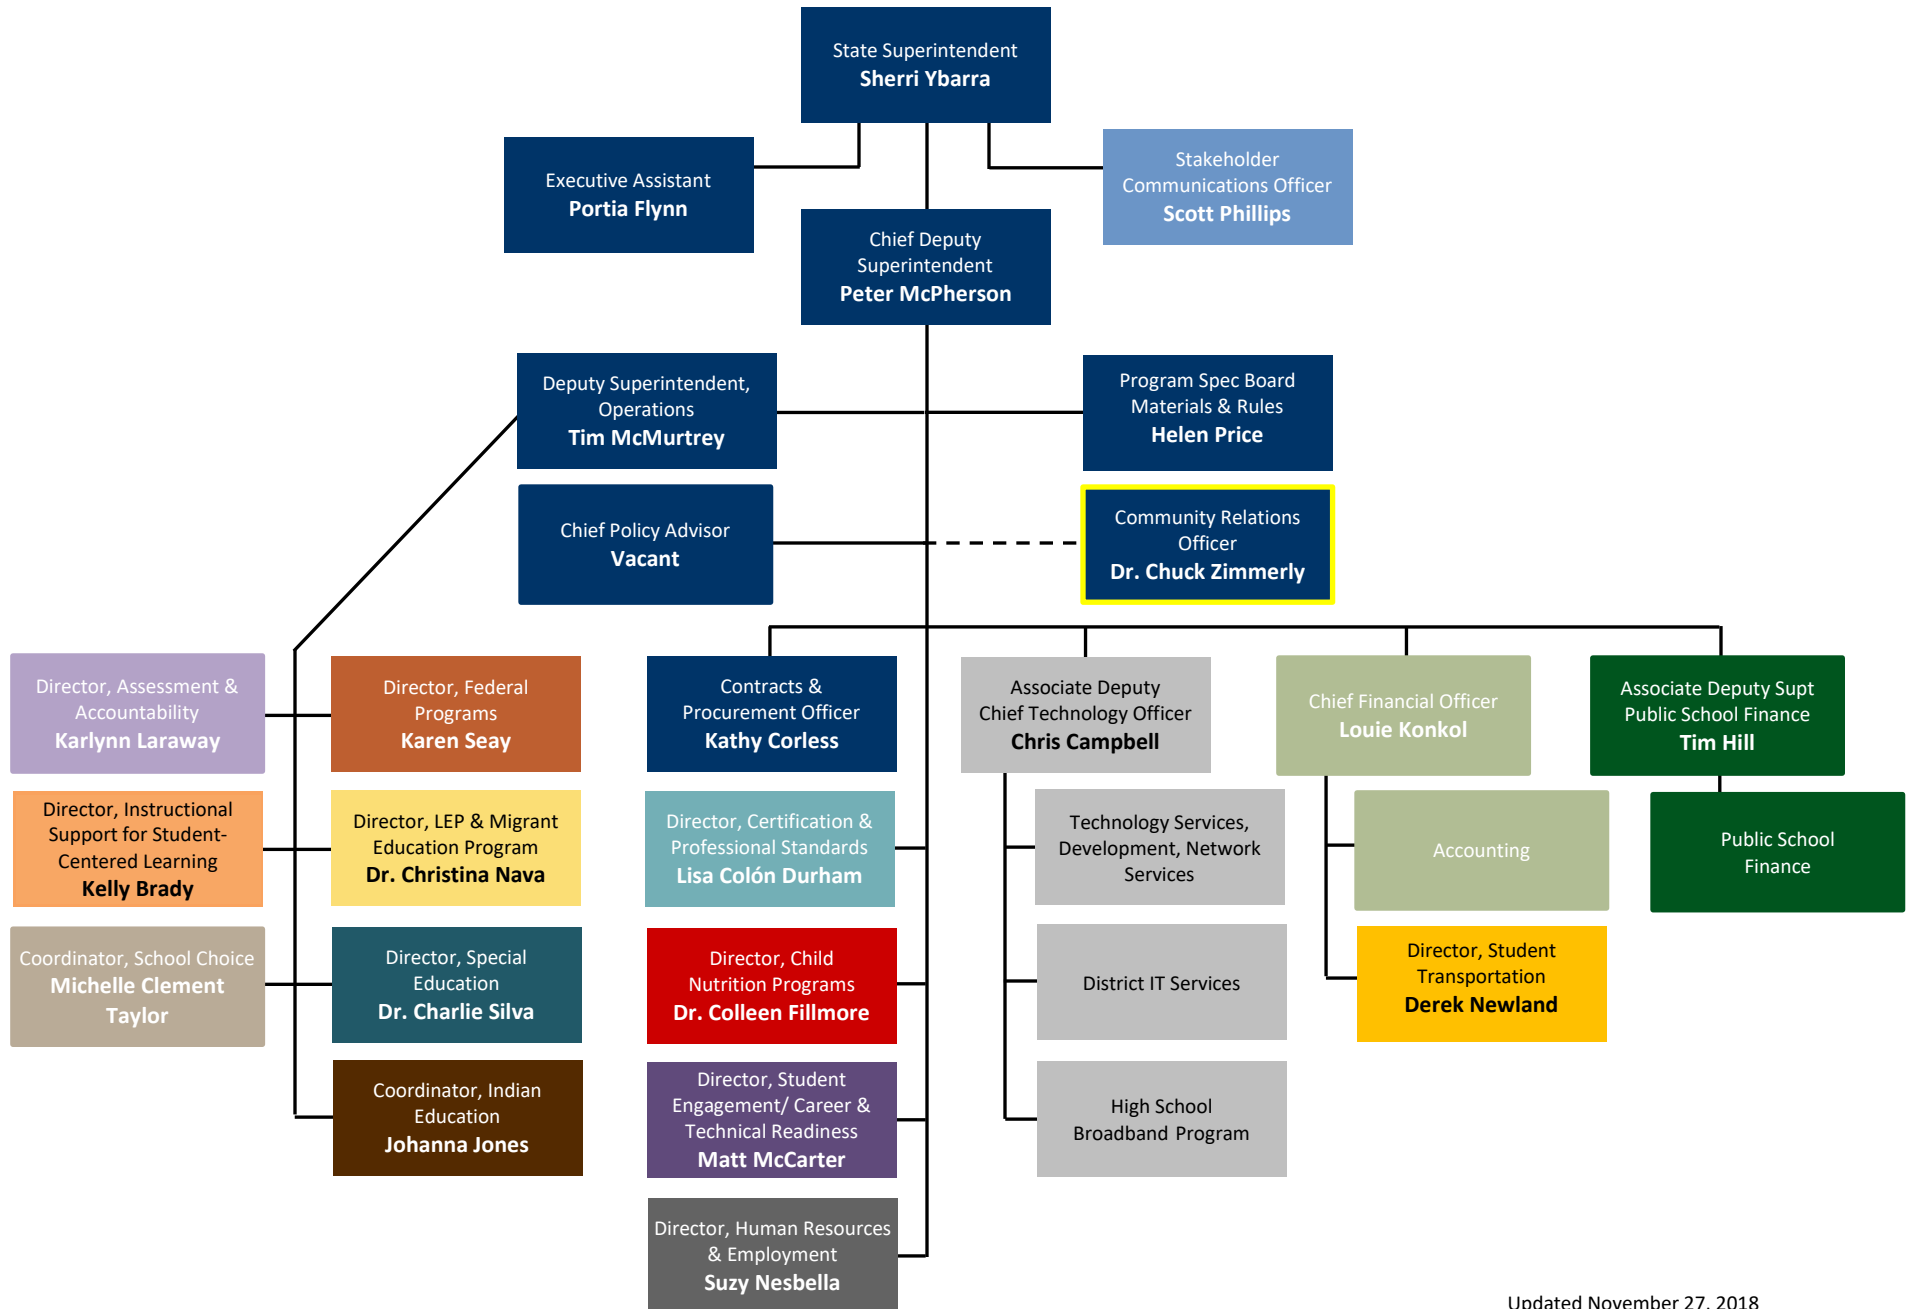 State Superintendent
Sherri Ybarra
Executive Assistant
Portia Flynn
Stakeholder
Communications Officer
Scott Phillips
Chief Deputy
Superintendent
Peter McPherson
Deputy Superintendent,
Operations
Tim McMurtrey
Program Spec Board
Materials & Rules
Helen Price
Chief Policy Advisor
Vacant
Community Relations
Officer
Dr. Chuck Zimmerly
Director, Assessment &
Accountability
Karlynn Laraway
Director, Federal
Programs
Karen Seay
Contracts &
Procurement Officer
Kathy Corless
Associate Deputy
Chief Technology Officer
Chris Campbell
Chief Financial Officer
Louie Konkol
Associate Deputy Supt
Public School Finance
Tim Hill
Director, Instructional
Support for Student-
Centered Learning
Kelly Brady
Director, LEP & Migrant
Education Program
Dr. Christina Nava
Director, Certification &
Professional Standards
Lisa Colón Durham
Technology Services,
Development, Network
Services
Accounting
Public School
Finance
Coordinator, School Choice
Michelle Clement
Taylor
Director, Special
Education
Dr. Charlie Silva
Director, Child
Nutrition Programs
Dr. Colleen Fillmore
District IT Services
Director, Student
Transportation
Derek Newland
Coordinator, Indian
Education
Johanna Jones
Director, Student
Engagement/ Career &
Technical Readiness
Matt McCarter
High School
Broadband Program
Director, Human Resources
& Employment
Suzy Nesbella
Updated November 27, 2018